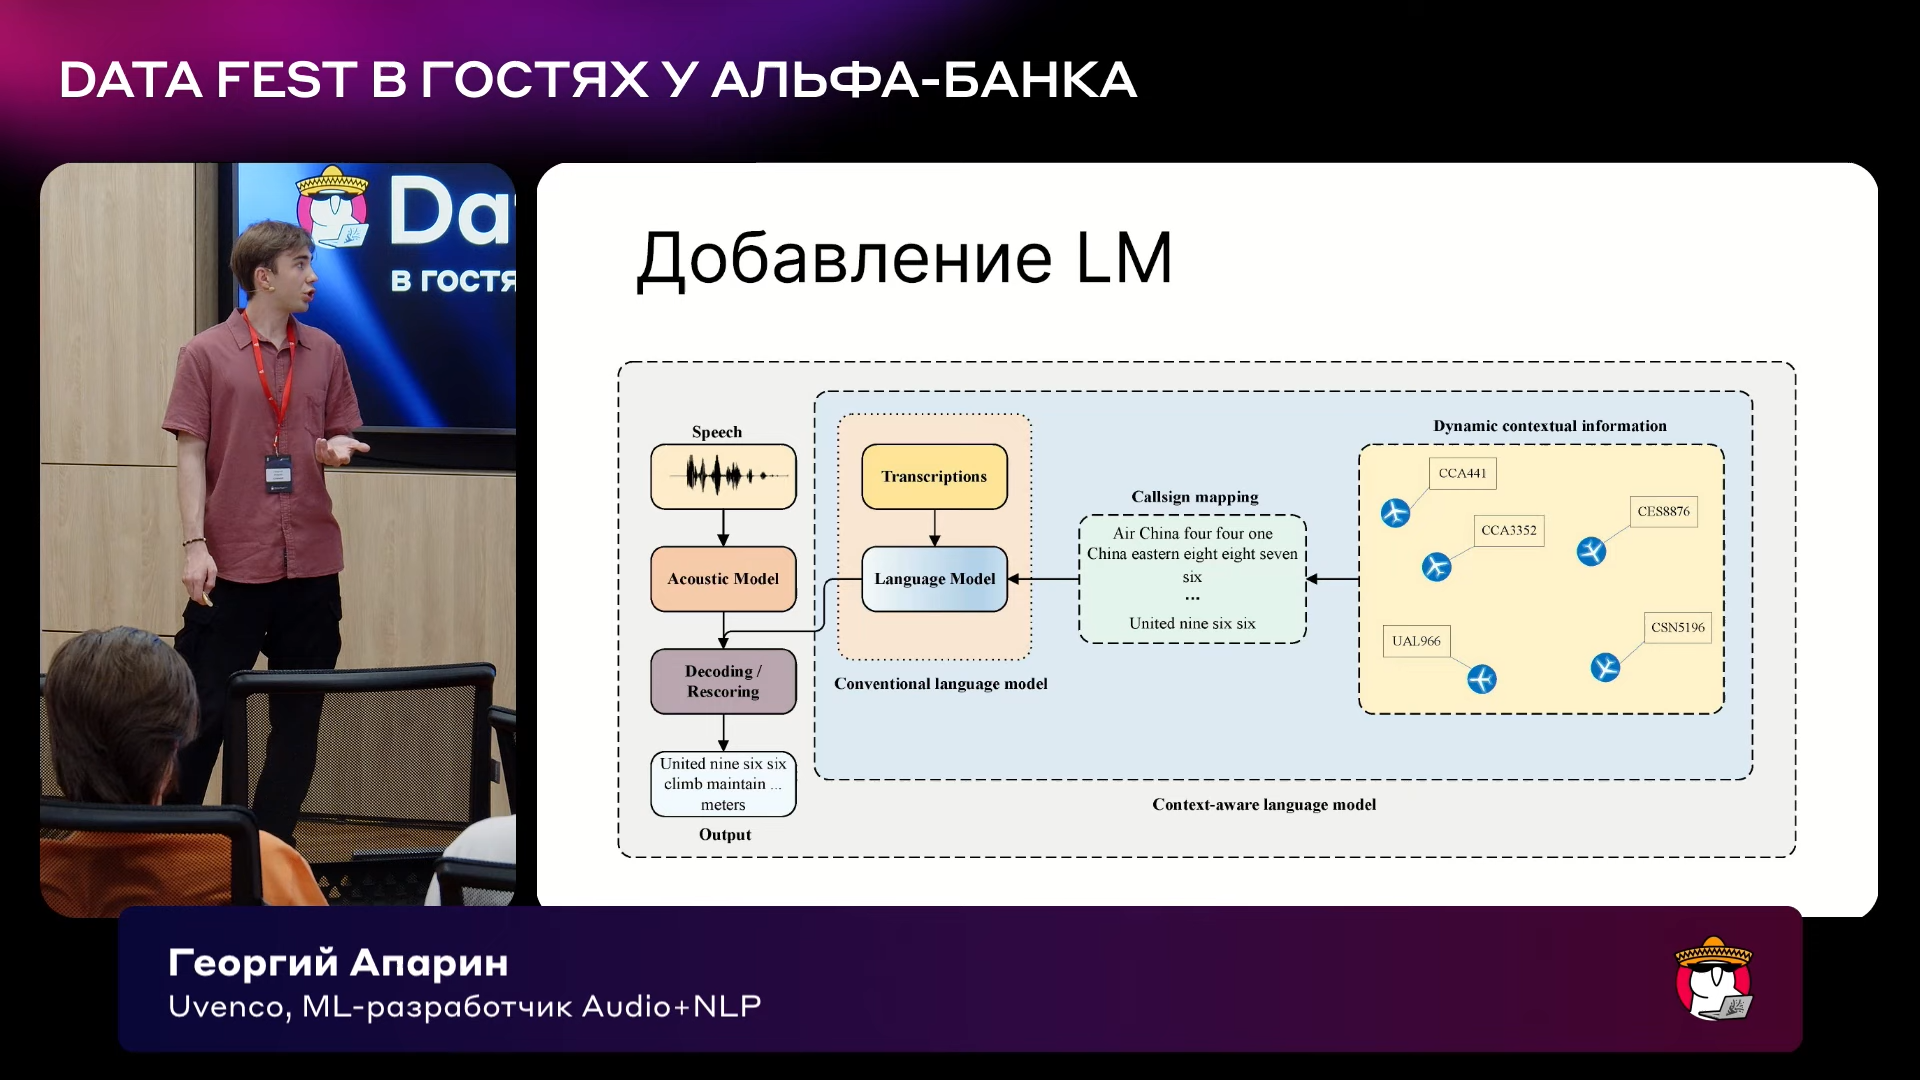 DATA FEST В ГОСТЯХ У АЛЬФА-БАНКА
Da
в гостя
Добавление LM
Speech
Acoustic Model
Decoding /
Rescoring
United nine six six
climb maintain ...
meters
Output
Transcriptions
Language Model
Conventional language model
Callsign mapping
Air China four four one
China eastern eight eight seven
six
...
United nine six six
Dynamic contextual information
CCA441
CCA3352
CES8876
UAL966
CSN5196
Context-aware language model
Георгий Апарин
Uvenco, ML-разработчик Audio+NLP